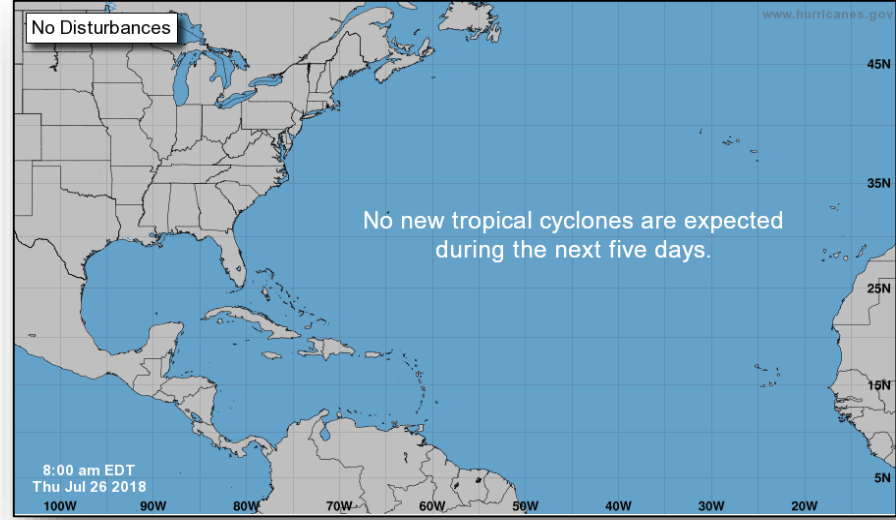 No Disturbances
www.hurricanes.gov
45N
35N
No new tropical cyclones are expected
during the next five days.
25N
15N
8:00 am EDT
Thu Jul 26 2018
5N
100W 90W 80W 70W 60W 50W 40W 30W 20W